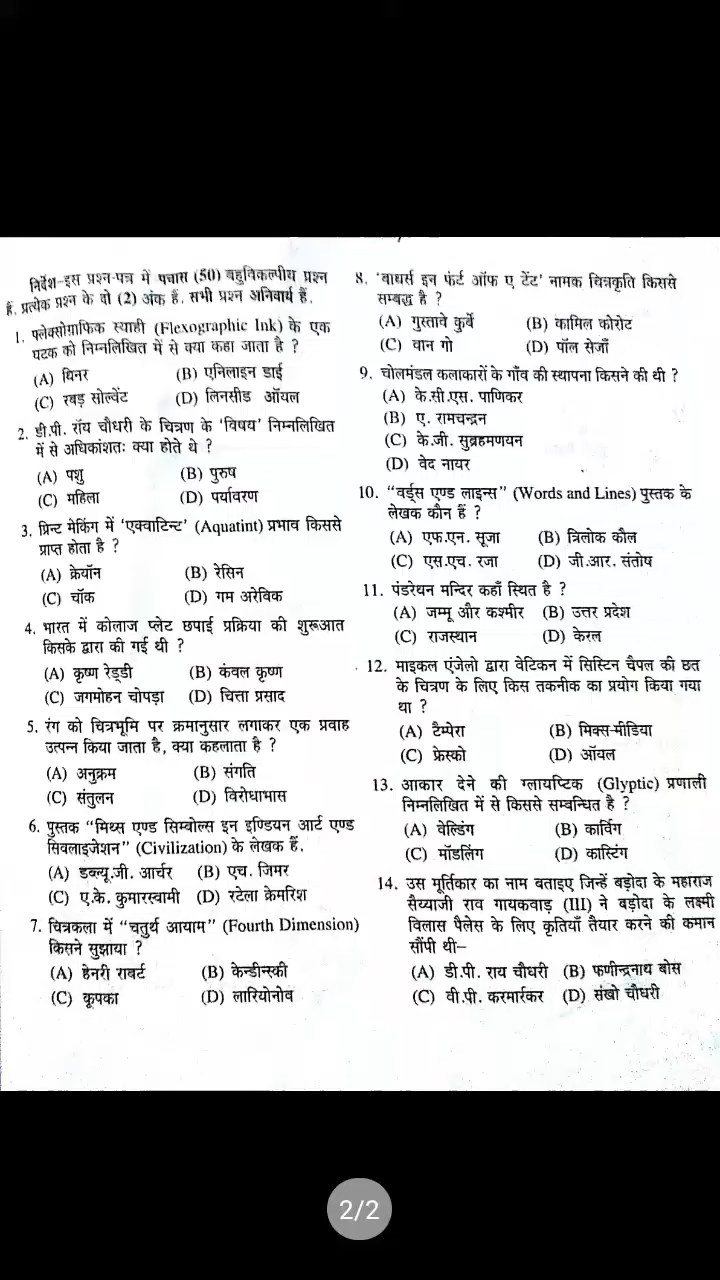 निर्देश–इस प्रश्न-पत्र में पचास (50) बहुविकल्पीय प्रश्न
हैं. प्रत्येक प्रश्न के दो (2) अंक हैं. सभी प्रश्न अनिवार्य हैं.
1. फ्लेक्सोग्राफिक स्याही (Flexographic Ink) के एक
घटक को निम्नलिखित में से क्या कहा जाता है ?
(A) थिनर (B) एनिलाइन डाई
(C) रबड़ सोल्वेंट (D) लिनसीड ऑयल
2. डी.पी. रॉय चौधरी के चित्रण के 'विषय' निम्नलिखित
में से अधिकांशतः क्या होते थे ?
(A) पशु (B) पुरुष
(C) महिला (D) पर्यावरण
3. प्रिन्ट मेकिंग में 'एक्वाटिन्ट' (Aquatint) प्रभाव किससे
प्राप्त होता है ?
(A) क्रेयॉन (B) रेसिन
(C) चॉक (D) गम अरेविक
4. भारत में कोलाज प्लेट छपाई प्रक्रिया की शुरूआत
किसके द्वारा की गई थी ?
(A) कृष्ण रेड्डी (B) कंवल कृष्ण
(C) जगमोहन चोपड़ा (D) चित्ता प्रसाद
5. रंग को चित्रभूमि पर क्रमानुसार लगाकर एक प्रवाह
उत्पन्न किया जाता है, क्या कहलाता है ?
(A) अनुक्रम (B) संगति
(C) संतुलन (D) विरोधाभास
6. पुस्तक “मिथ्स एण्ड सिम्बोल्स इन इण्डियन आर्ट एण्ड
सिवलाइजेशन” (Civilization) के लेखक हैं.
(A) डब्ल्यू.जी. आर्चर (B) एच. जिमर
(C) ए.के. कुमारस्वामी (D) स्टेला क्रेमरिश
7. चित्रकला में “चतुर्थ आयाम” (Fourth Dimension)
किसने सुझाया ?
(A) हेनरी राबर्ट (B) केन्डीन्स्की
(C) कूपका (D) लारियोनोव
8. 'बाथर्स इन फंर्ट ऑफ ए टेंट' नामक चित्रकृति किससे
सम्बद्ध है ?
(A) गुस्तावे कुर्बे (B) कामिल कोरोट
(C) वान गो (D) पॉल सेजाँ
9. चोलमंडल कलाकारों के गाँव की स्थापना किसने की थी ?
(A) के.सी.एस. पाणिकर
(B) ए. रामचन्द्रन
(C) के.जी. सुब्रहमणयन
(D) वेद नायर
10. “वर्ड्स एण्ड लाइन्स” (Words and Lines) पुस्तक के
लेखक कौन हैं ?
(A) एफ.एन. सूजा (B) त्रिलोक कौल
(C) एस.एच. रजा (D) जी.आर. संतोष
11. पंडरेथन मन्दिर कहाँ स्थित है ?
(A) जम्मू और कश्मीर (B) उत्तर प्रदेश
(C) राजस्थान (D) केरल
12. माइकल एंजेलो द्वारा वेटिकन में सिस्टिन चैपल की छत
के चित्रण के लिए किस तकनीक का प्रयोग किया गया
था ?
(A) टैम्पेरा (B) मिक्स-मीडिया
(C) फ्रेस्को (D) ऑयल
13. आकार देने की ग्लायप्टिक (Glyptic) प्रणाली
निम्नलिखित में से किससे सम्बन्धित है ?
(A) वेल्डिंग (B) कार्विंग
(C) मॉडलिंग (D) कास्टिंग
14. उस मूर्तिकार का नाम बताइए जिन्हें बड़ोदा के महाराज
सैय्याजी राव गायकवाड़ (III) ने बड़ोदा के लक्ष्मी
विलास पैलेस के लिए कृतियाँ तैयार करने की कमान
सौंपी थी–
(A) डी.पी. राय चौधरी (B) फणीन्द्रनाथ बोस
(C) वी.पी. करमार्रकर (D) संखो चौधरी
2/2